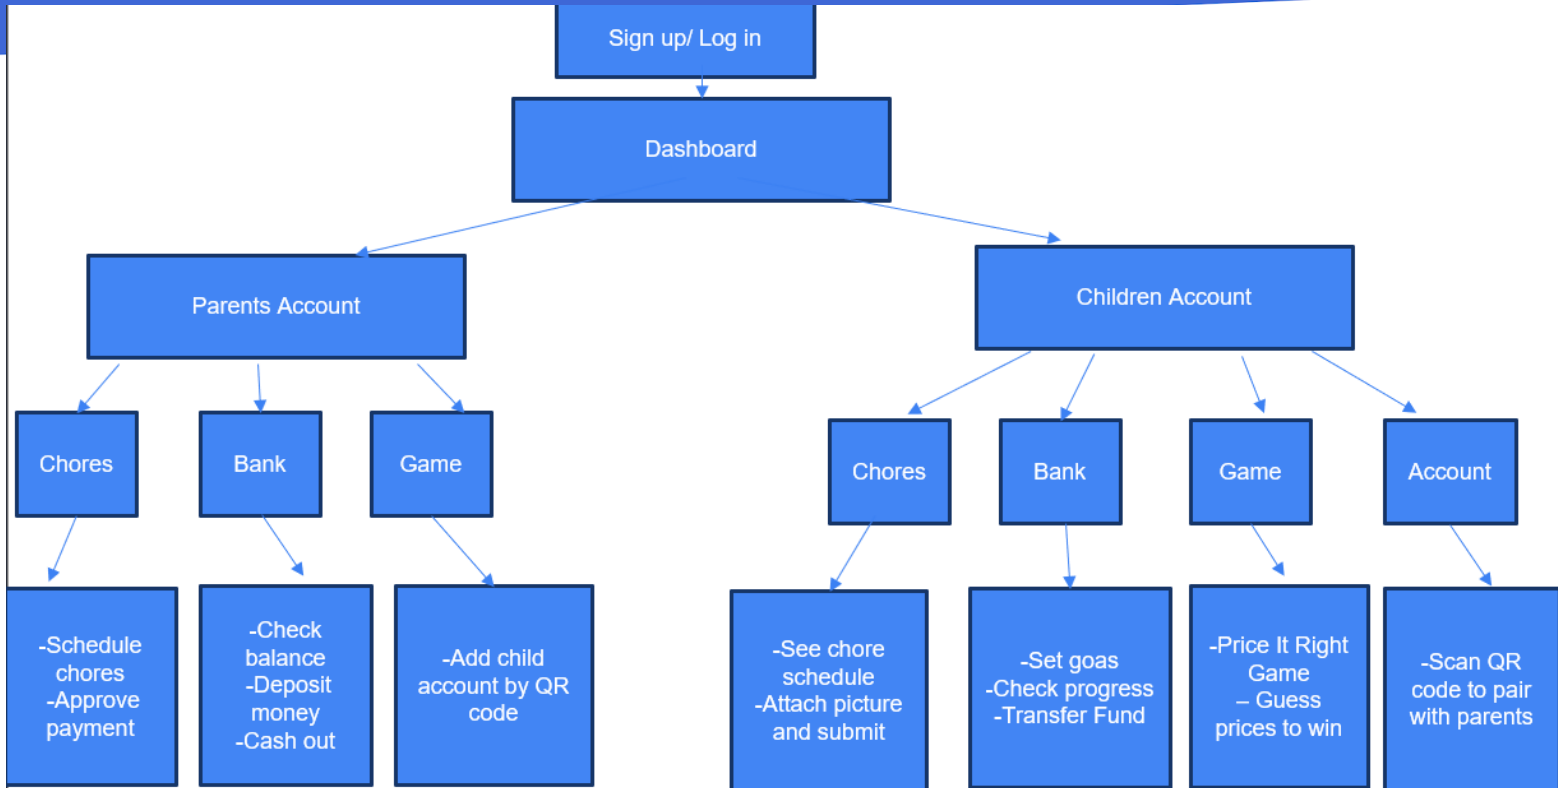 Sign up/ Log in
Dashboard
Parents Account
Children Account
Chores
Bank
Game
Chores
Bank
Game
Account
-Schedule
chores
-Approve
payment
-Check
balance
-Deposit
money
-Cash out
-Add child
account by QR
code
-See chore
schedule
-Attach picture
and submit
-Set goas
-Check progress
-Transfer Fund
-Price It Right
Game
– Guess
prices to win
-Scan QR
code to pair
with parents